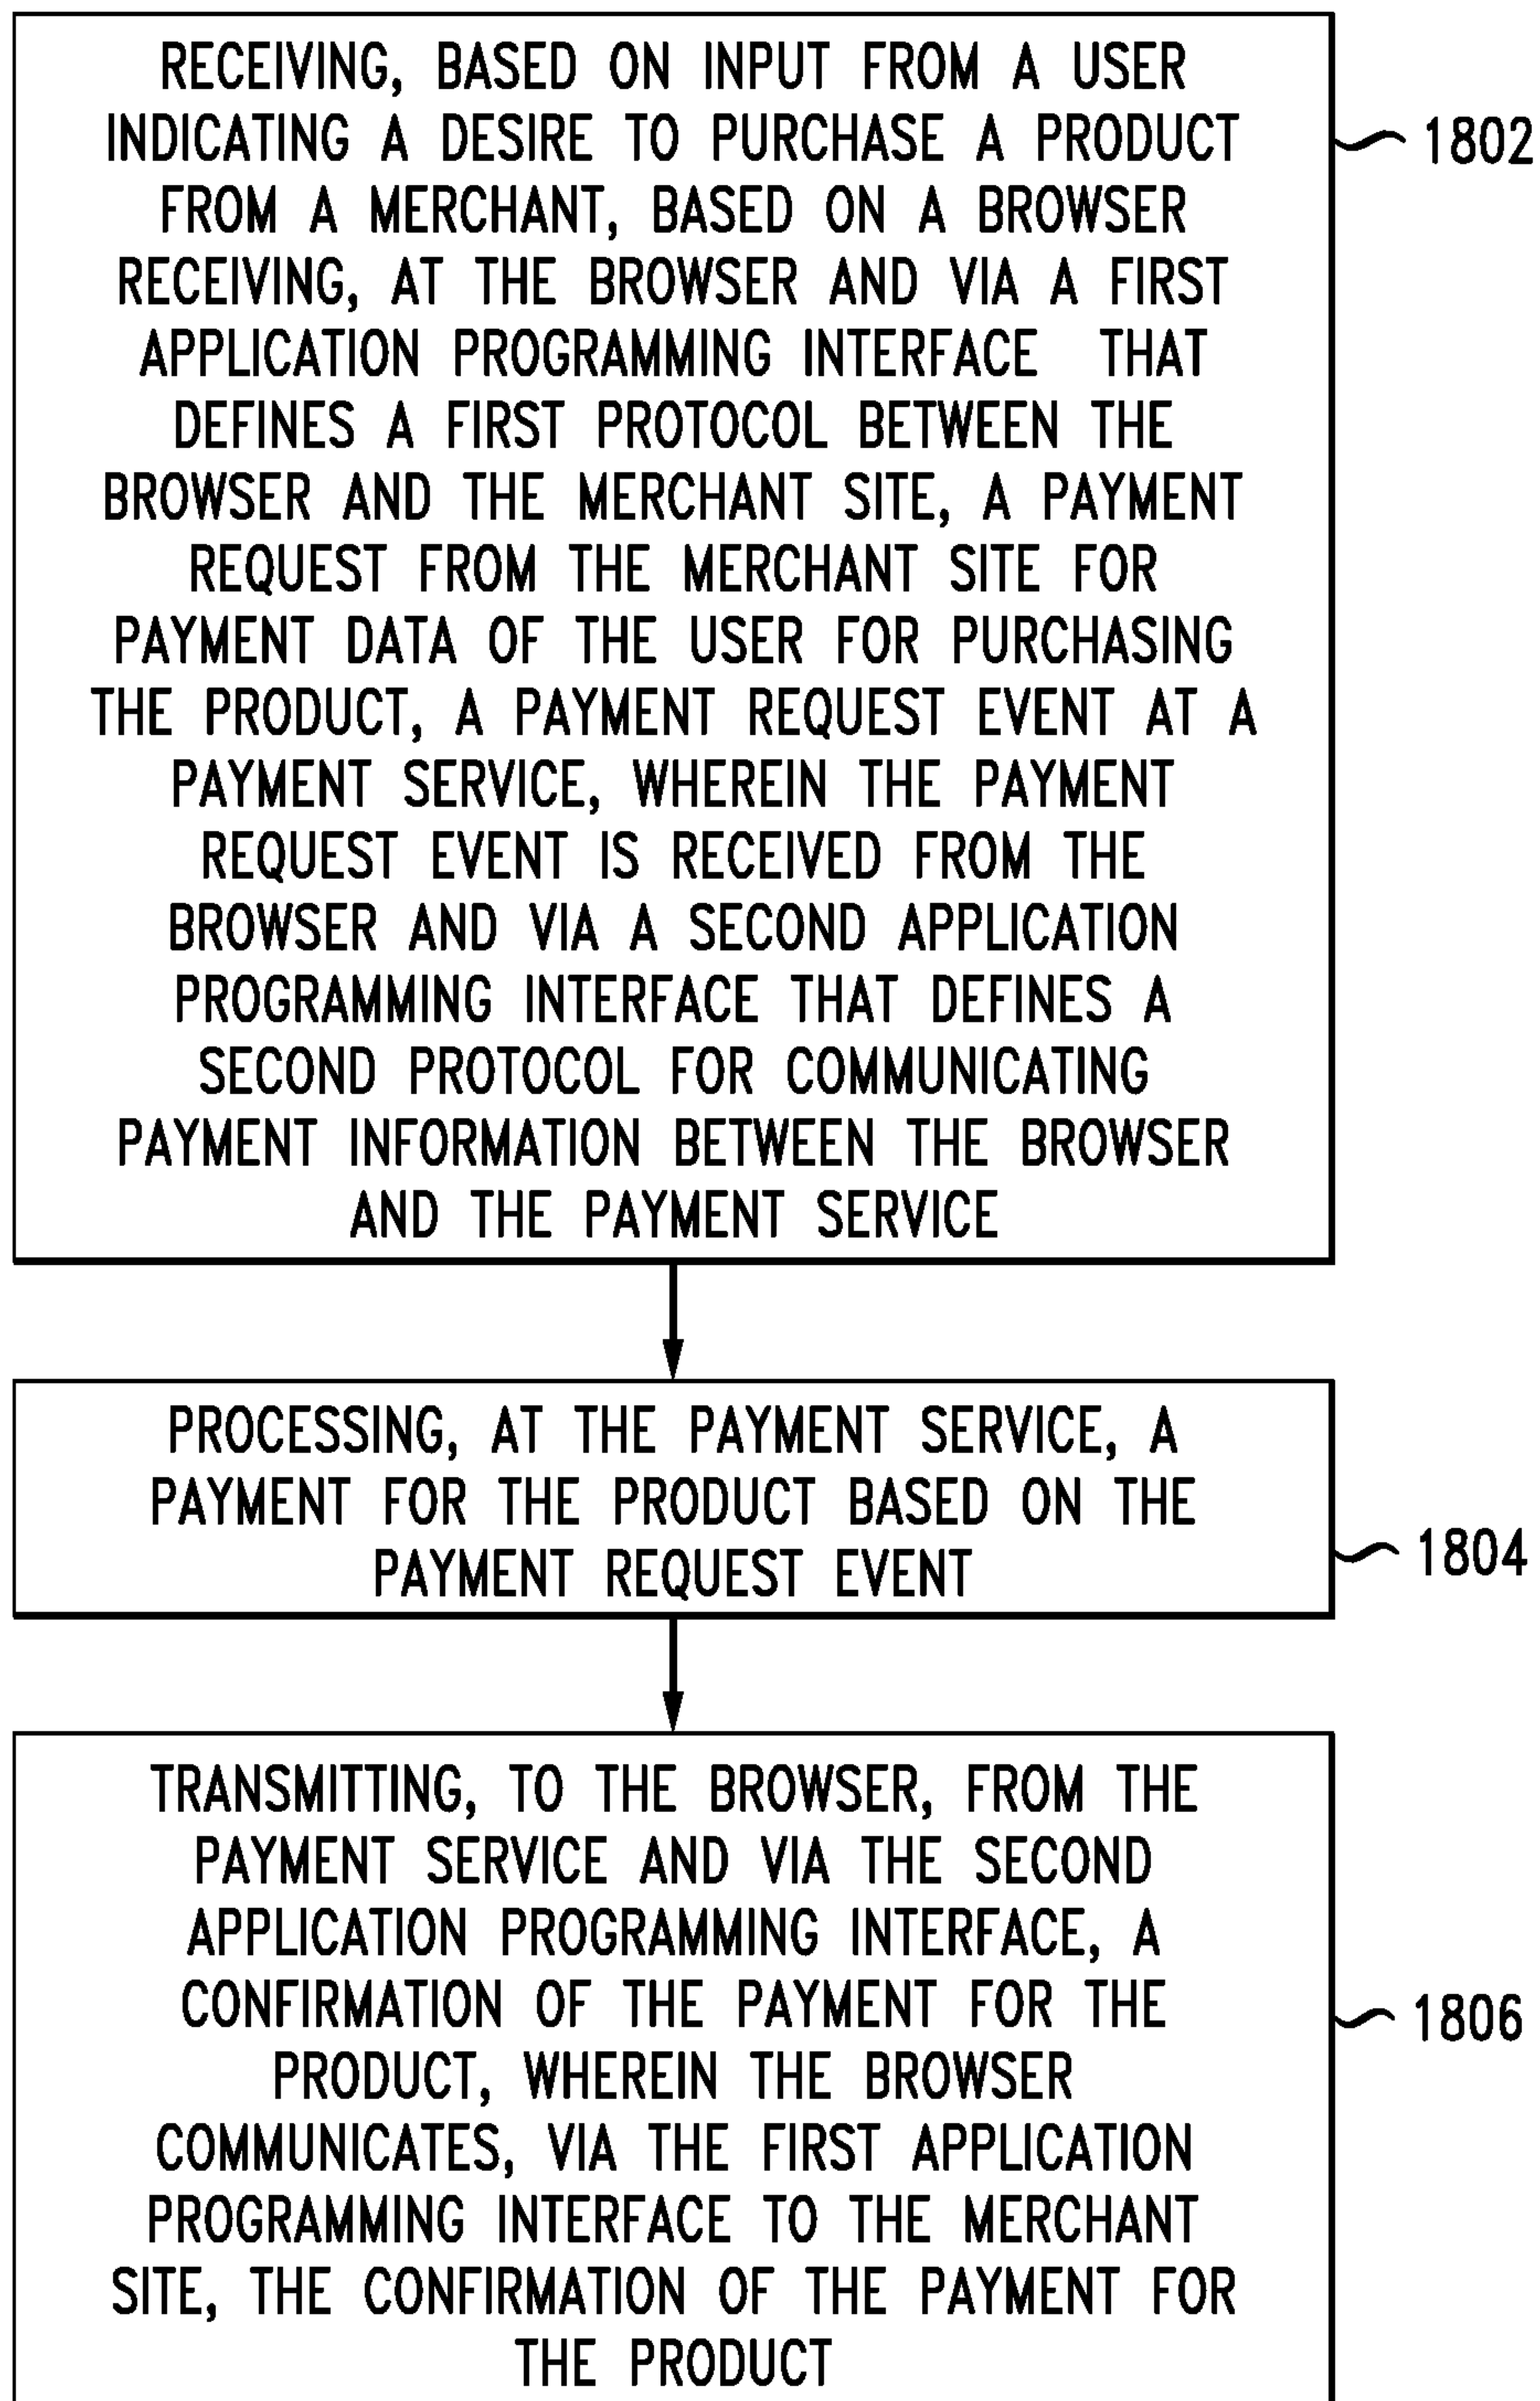 RECEIVING, BASED ON INPUT FROM A USER
INDICATING A DESIRE TO PURCHASE A PRODUCT
FROM A MERCHANT, BASED ON A BROWSER
RECEIVING, AT THE BROWSER AND VIA A FIRST
APPLICATION PROGRAMMING INTERFACE THAT
DEFINES A FIRST PROTOCOL BETWEEN THE
BROWSER AND THE MERCHANT SITE, A PAYMENT
REQUEST FROM THE MERCHANT SITE FOR
PAYMENT DATA OF THE USER FOR PURCHASING
THE PRODUCT, A PAYMENT REQUEST EVENT AT A
PAYMENT SERVICE, WHEREIN THE PAYMENT
REQUEST EVENT IS RECEIVED FROM THE
BROWSER AND VIA A SECOND APPLICATION
PROGRAMMING INTERFACE THAT DEFINES A
SECOND PROTOCOL FOR COMMUNICATING
PAYMENT INFORMATION BETWEEN THE BROWSER
AND THE PAYMENT SERVICE
1802
PROCESSING, AT THE PAYMENT SERVICE, A
PAYMENT FOR THE PRODUCT BASED ON THE
PAYMENT REQUEST EVENT
1804
TRANSMITTING, TO THE BROWSER, FROM THE
PAYMENT SERVICE AND VIA THE SECOND
APPLICATION PROGRAMMING INTERFACE, A
CONFIRMATION OF THE PAYMENT FOR THE
PRODUCT, WHEREIN THE BROWSER
COMMUNICATES, VIA THE FIRST APPLICATION
PROGRAMMING INTERFACE TO THE MERCHANT
SITE, THE CONFIRMATION OF THE PAYMENT FOR
THE PRODUCT
1806